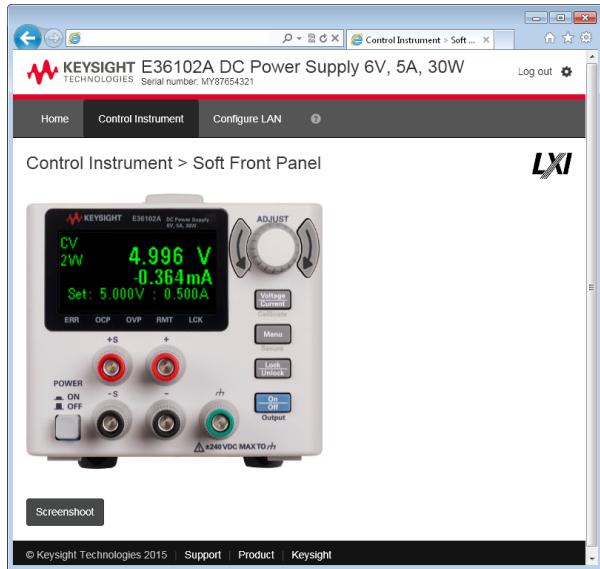 Control Instrument > Soft ...
KEYSIGHT
TECHNOLOGIES
E36102A DC Power Supply 6V, 5A, 30W
Serial number: MY87654321
Log out
Home Control Instrument Configure LAN ?
Control Instrument > Soft Front Panel
LXI
KEYSIGHT E36102A DC Power Supply
6V, 5A, 30W
ADJUST
CV
2W
4.996 V
-0.364mA
Set: 5.000V : 0.500A
ERR OCP OVP RMT LCK
Voltage
Current
Calibrate
Menu
Secure
Lock
Unlock
On
Off
Output
+S +
POWER
ON
OFF
-S -
±240 VDC MAX TO
Screenshoot
© Keysight Technologies 2015 | Support | Product | Keysight